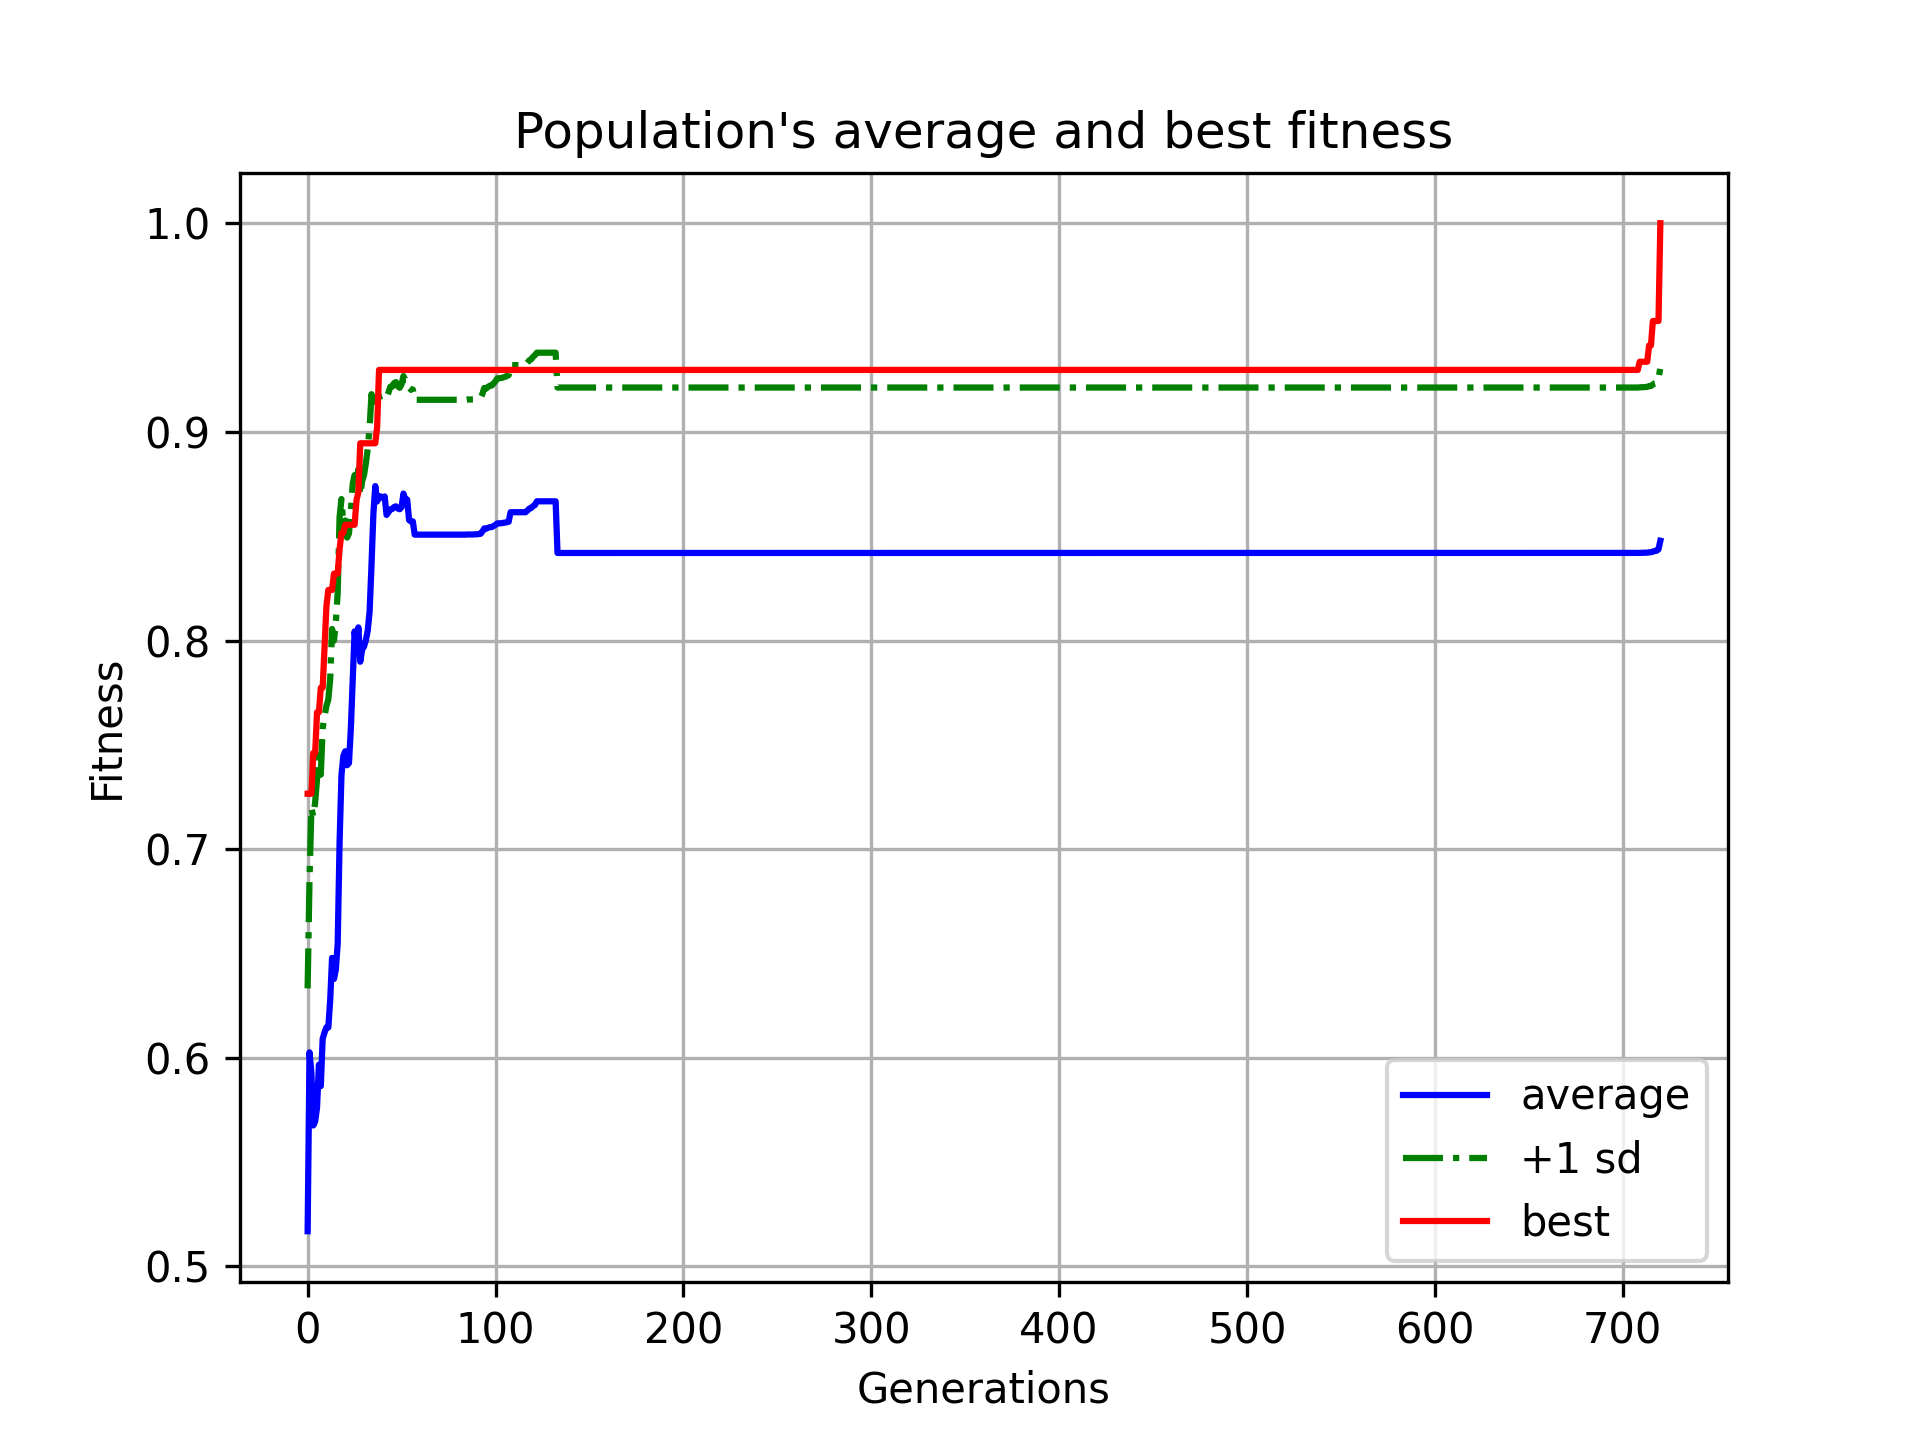 Population's average and best fitness
1.0
0.9
0.8
0.7
0.6
0.5
Fitness
0 100 200 300 400 500 600 700
Generations
average
+1 sd
best